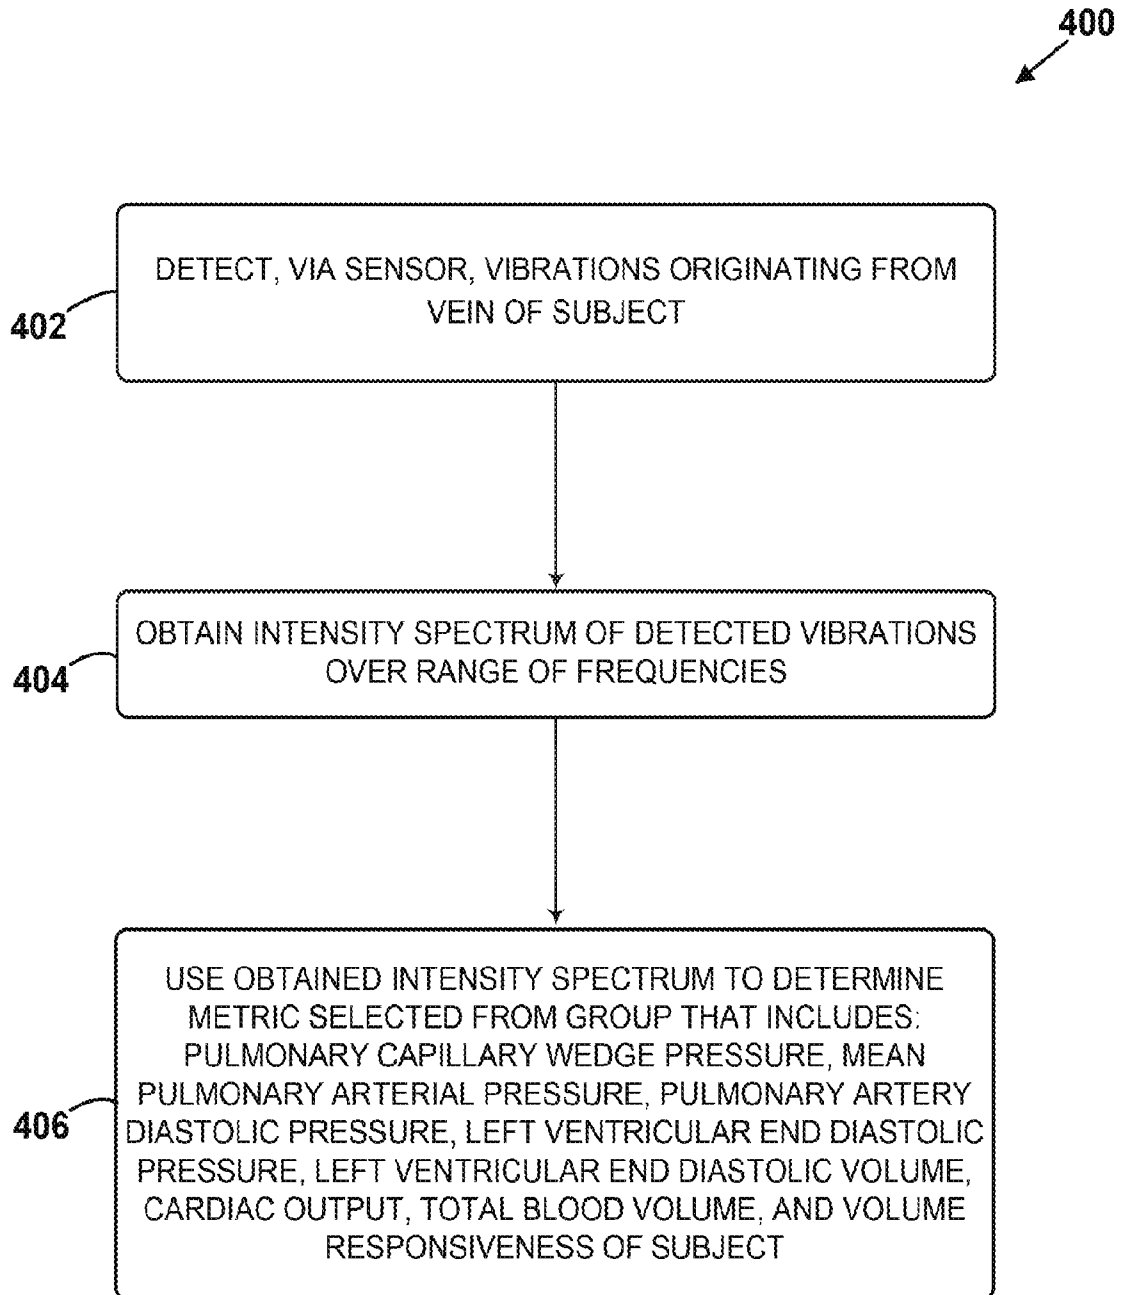 400
DETECT, VIA SENSOR, VIBRATIONS ORIGINATING FROM
VEIN OF SUBJECT
402
OBTAIN INTENSITY SPECTRUM OF DETECTED VIBRATIONS
OVER RANGE OF FREQUENCIES
404
USE OBTAINED INTENSITY SPECTRUM TO DETERMINE
METRIC SELECTED FROM GROUP THAT INCLUDES:
PULMONARY CAPILLARY WEDGE PRESSURE, MEAN
PULMONARY ARTERIAL PRESSURE, PULMONARY ARTERY
DIASTOLIC PRESSURE, LEFT VENTRICULAR END DIASTOLIC
PRESSURE, LEFT VENTRICULAR END DIASTOLIC VOLUME,
CARDIAC OUTPUT, TOTAL BLOOD VOLUME, AND VOLUME
RESPONSIVENESS OF SUBJECT
406